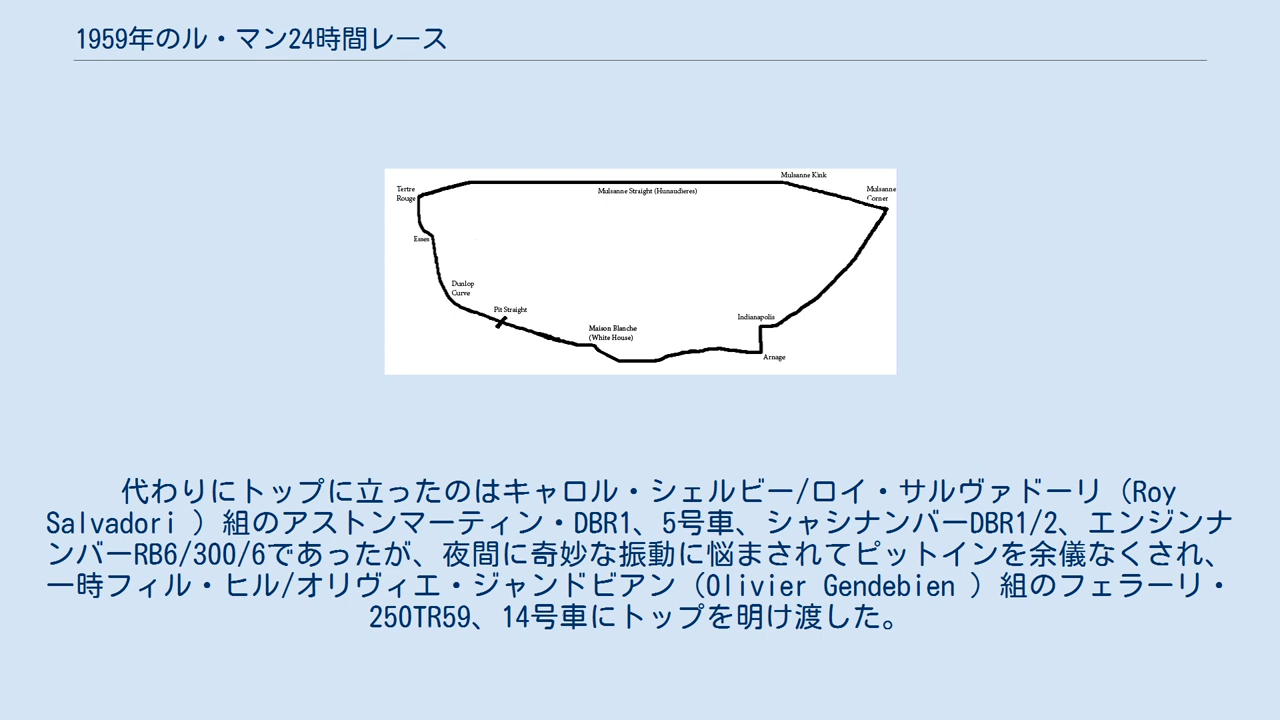 1959年のル・マン24時間レース
Mulsanne Kink
Tertre
Rouge
Mulsanne Straight (Hunaudieres)
Mulsanne
Corner
Esses
Dunlop
Curve
Pit Straight
Indianapolis
Maison Blanche
(White House)
Arnage
代わりにトップに立ったのはキャロル・シェルビー/ロイ・サルヴァドーリ（Roy
Salvadori ）組のアストンマーティン・DBR1、5号車、シャシナンバーDBR1/2、エンジンナ
ンバーRB6/300/6であったが、夜間に奇妙な振動に悩まされてピットインを余儀なくされ、
一時フィル・ヒル/オリヴィエ・ジャンドビアン（Olivier Gendebien ）組のフェラーリ・
250TR59、14号車にトップを明け渡した。